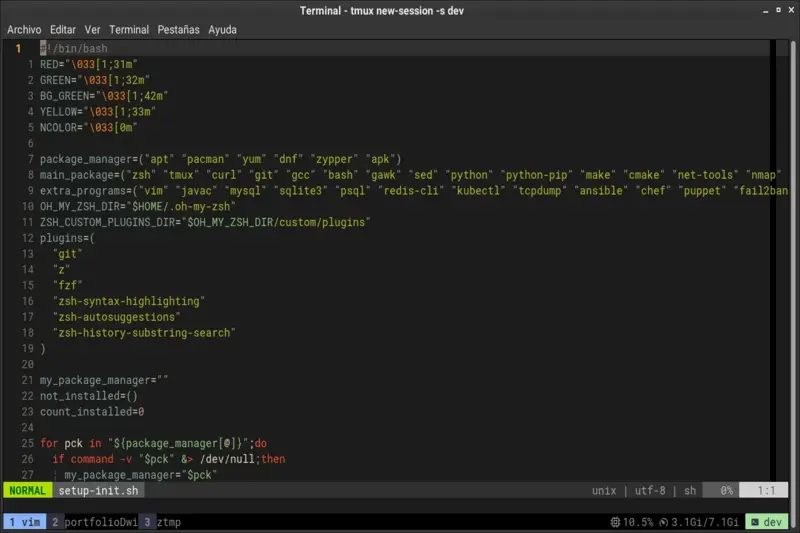 Terminal - tmux new-session -s dev
Archivo Editar Ver Terminal Pestañas Ayuda
1 #!/bin/bash
1 RED="\033[1;31m"
2 GREEN="\033[1;32m"
3 BG_GREEN="\033[1;42m"
4 YELLOW="\033[1;33m"
5 NCOLOR="\033[0m"
6
7 package_manager=("apt" "pacman" "yum" "dnf" "zypper" "apk")
8 main_package=("zsh" "tmux" "curl" "git" "gcc" "bash" "gawk" "sed" "python" "python-pip" "make" "cmake" "net-tools" "nmap"
9 extra_programs=("vim" "javac" "mysql" "sqlite3" "psql" "redis-cli" "kubectl" "tcpdump" "ansible" "chef" "puppet" "fail2ban
10 OH_MY_ZSH_DIR="$HOME/.oh-my-zsh"
11 ZSH_CUSTOM_PLUGINS_DIR="$OH_MY_ZSH_DIR/custom/plugins"
12 plugins=(
13 "git"
14 "z"
15 "fzf"
16 "zsh-syntax-highlighting"
17 "zsh-autosuggestions"
18 "zsh-history-substring-search"
19 )
20
21 my_package_manager=""
22 not_installed=()
23 count_installed=0
24
25 for pck in "${package_manager[@]}";do
26 if command -v "$pck" &> /dev/null;then
27 my_package_manager="$pck"
NORMAL setup-init.sh unix | utf-8 | sh 0% 1:1
1 vim 2 portfolioDwi 3 ztmp 10.5% 3.1Gi/7.1Gi dev